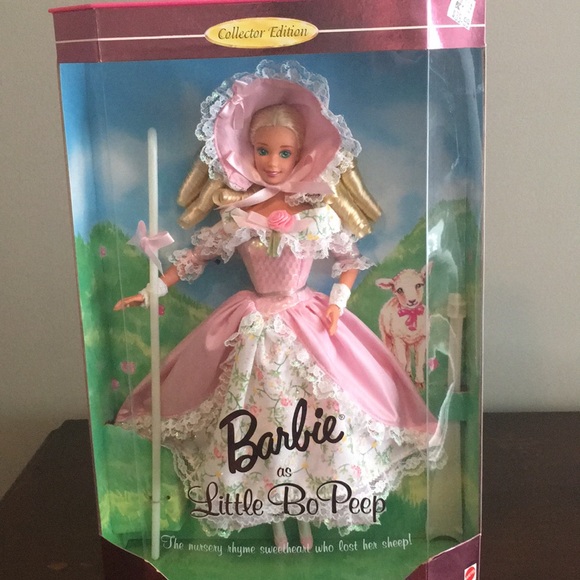 Collector Edition
Barbie®
as
Little Bo Peep
The nursery rhyme sweetheart who lost her sheep!